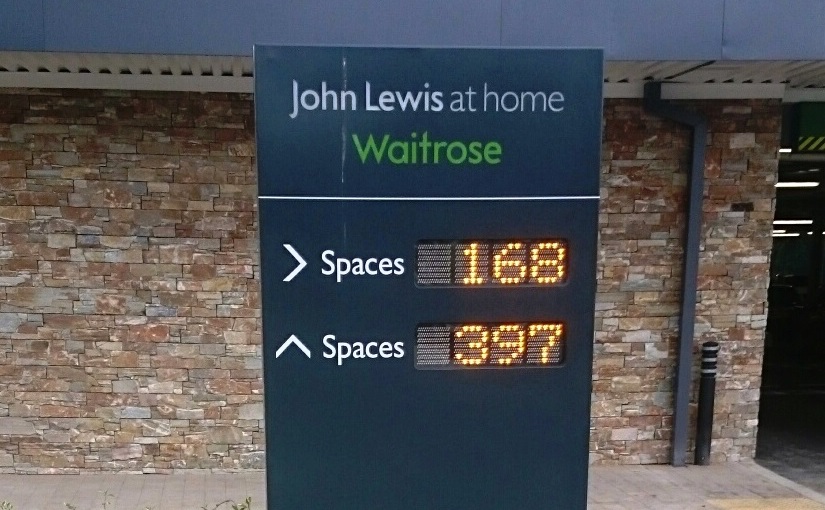 John Lewis at home
Waitrose
Spaces 168
Spaces 397